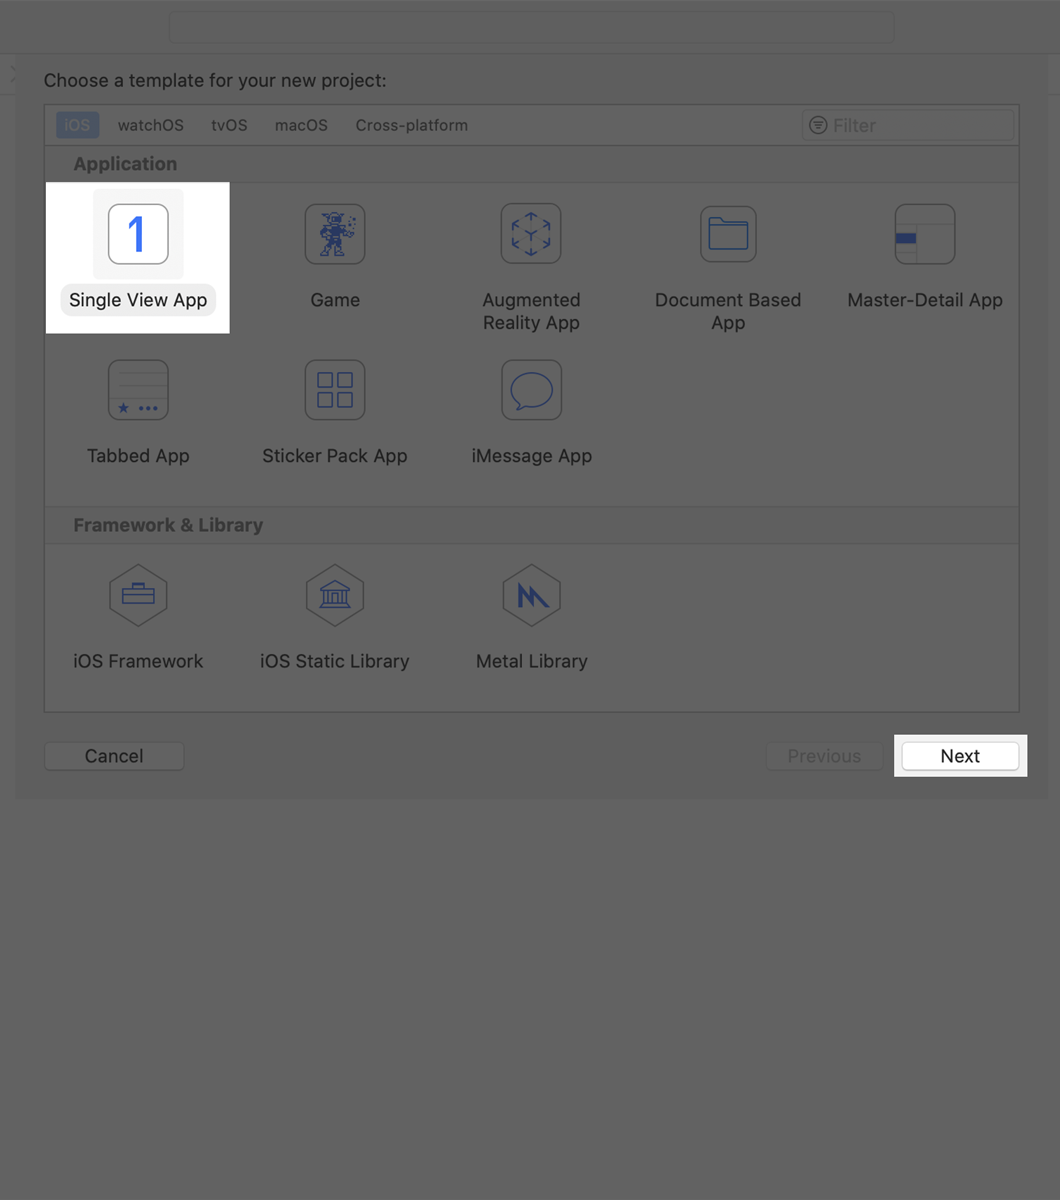 Choose a template for your new project:
iOS watchOS tvOS macOS Cross-platform Filter
Application
1
Single View App Game Augmented Reality App Document Based App Master-Detail App
Tabbed App Sticker Pack App iMessage App
Framework & Library
iOS Framework iOS Static Library Metal Library
Cancel Previous Next